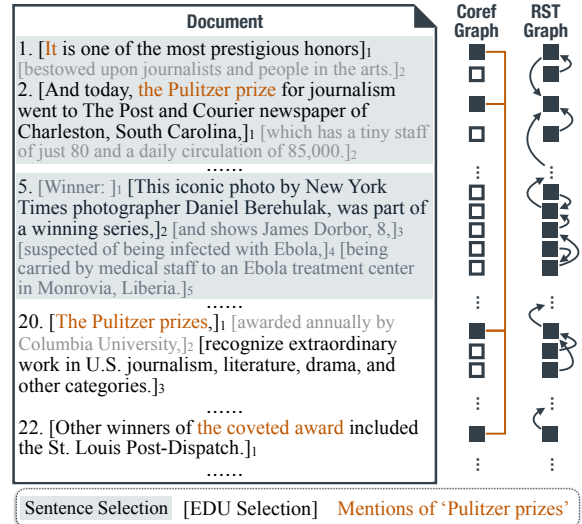 Document
Coref Graph
RST Graph
1. [It is one of the most prestigious honors]1
[bestowed upon journalists and people in the arts.]2
2. [And today, the Pulitzer prize for journalism
went to The Post and Courier newspaper of
Charleston, South Carolina,]1 [which has a tiny staff
of just 80 and a daily circulation of 85,000.]2
......
5. [Winner: ]1 [This iconic photo by New York
Times photographer Daniel Berehulak, was part of
a winning series,]2 [and shows James Dorbor, 8,]3
[suspected of being infected with Ebola,]4 [being
carried by medical staff to an Ebola treatment center
in Monrovia, Liberia.]5
......
20. [The Pulitzer prizes,]1 [awarded annually by
Columbia University,]2 [recognize extraordinary
work in U.S. journalism, literature, drama, and
other categories.]3
......
22. [Other winners of the coveted award included
the St. Louis Post-Dispatch.]1
......
Sentence Selection [EDU Selection] Mentions of 'Pulitzer prizes'